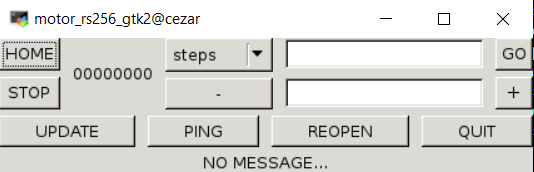 motor_rs256_gtk2@cezar
HOME 00000000 steps GO
STOP - +
UPDATE PING REOPEN QUIT
NO MESSAGE...